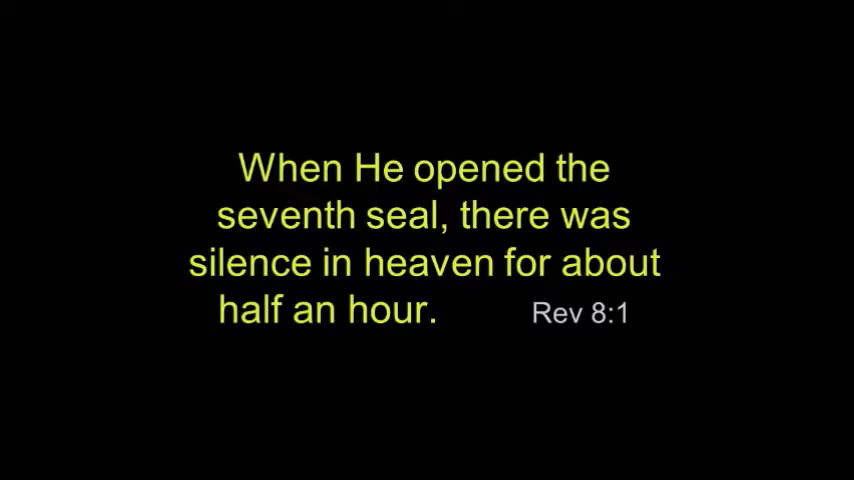 When He opened the
seventh seal, there was
silence in heaven for about
half an hour. Rev 8:1